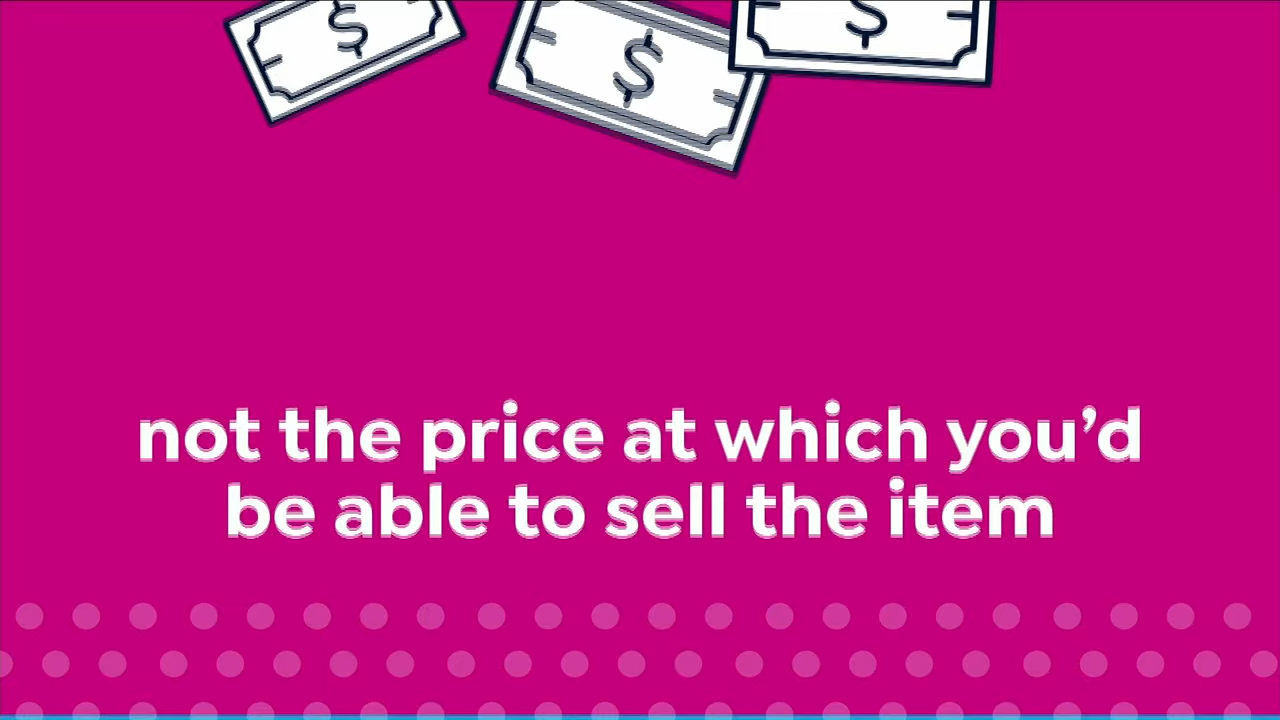 $ $ $
not the price at which you’d
be able to sell the item